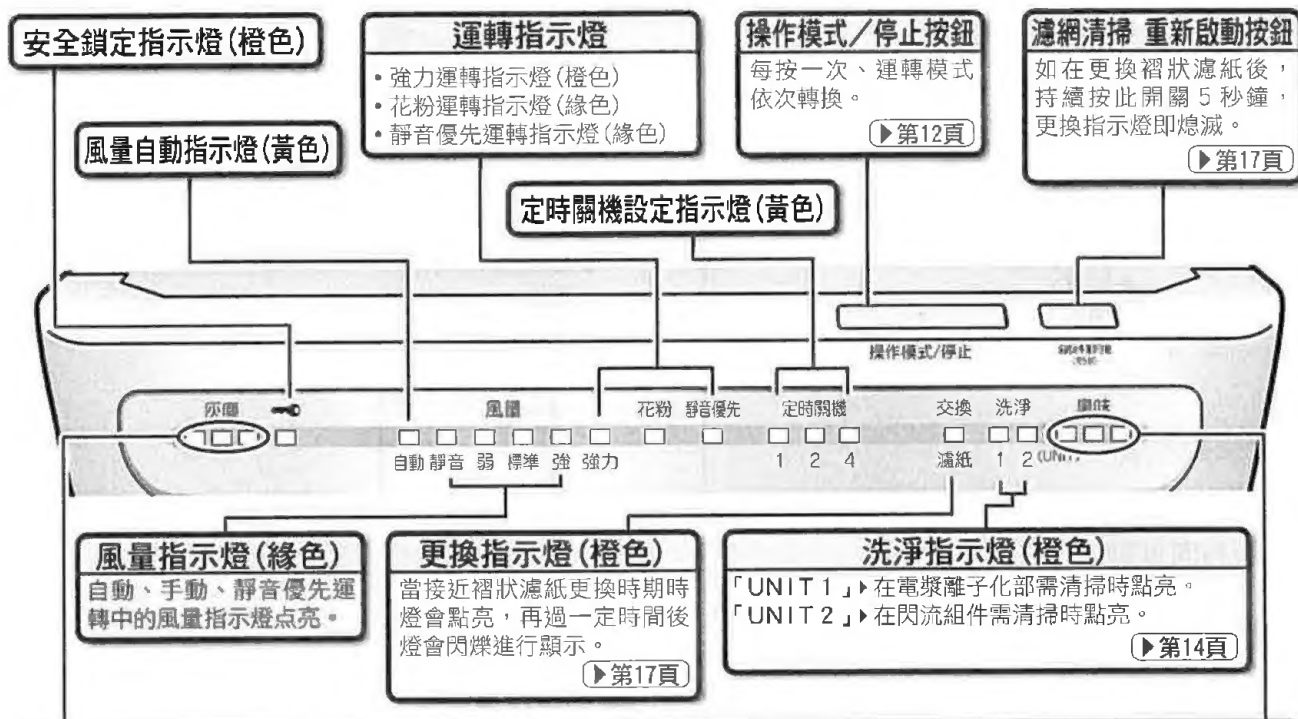 安全鎖定指示燈(橙色)
風量自動指示燈(黃色)
運轉指示燈
• 強力運轉指示燈(橙色)
• 花粉運轉指示燈(緣色)
• 靜音優先運轉指示燈(緣色)
定時關機設定指示燈(黃色)
操作模式／停止按鈕
每按一次、運轉模式
依次轉換。
▶第12頁
濾網清掃 重新啟動按鈕
如在更換褶狀濾紙後，
持續按此開關 5 秒鐘，
更換指示燈即熄滅。
▶第17頁
操作模式/停止
灰塵 風量 花粉 靜音優先 定時關機 交換 洗淨 臭味
自動 靜音 弱 標準 強 強力 1 2 4 濾紙 1 2 (UNIT)
風量指示燈(緣色)
自動、手動、靜音優先運
轉中的風量指示燈点亮。
更換指示燈(橙色)
當接近褶狀濾紙更換時期時
燈會點亮，再過一定時間後
燈會閃爍進行顯示。
▶第17頁
洗淨指示燈(橙色)
「UNIT1」▶在電漿離子化部需清掃時點亮。
「UNIT2」▶在閃流組件需清掃時點亮。
▶第14頁